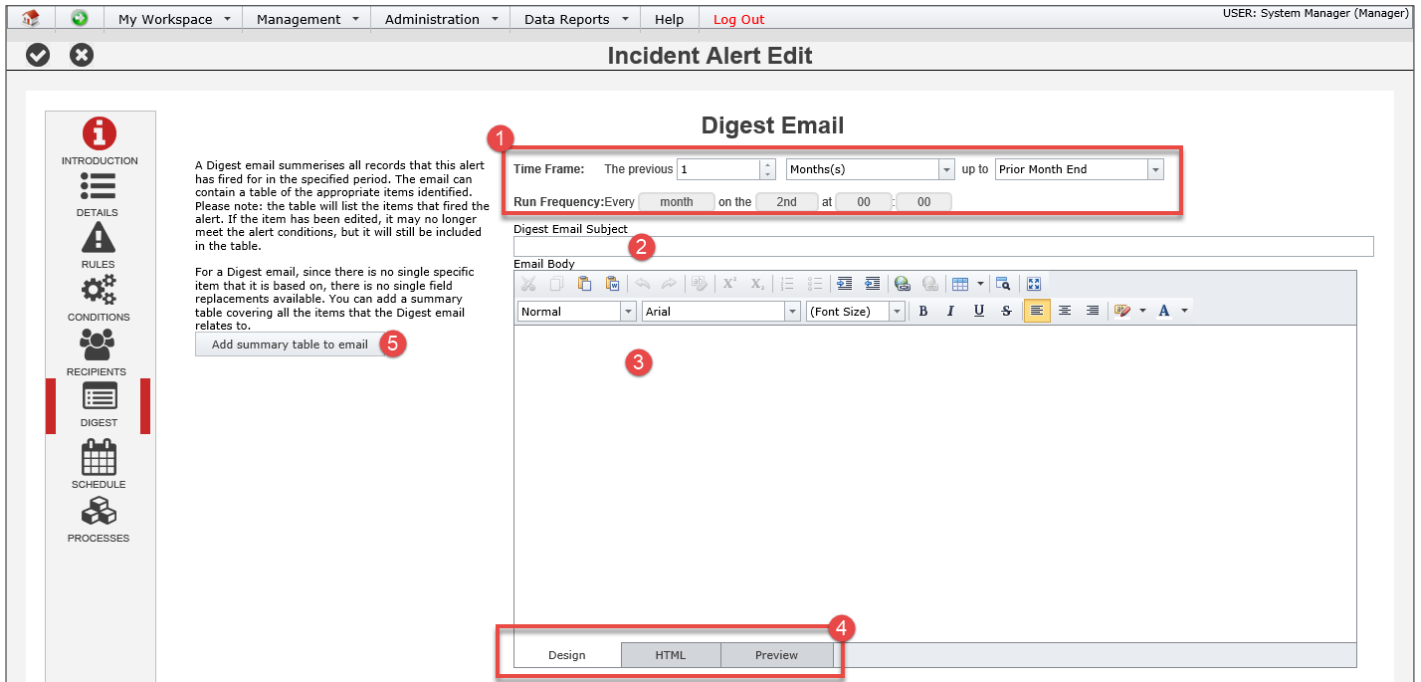 My Workspace Management Administration Data Reports Help Log Out
USER: System Manager (Manager)
Incident Alert Edit
INTRODUCTION
DETAILS
RULES
CONDITIONS
RECIPIENTS
DIGEST
SCHEDULE
PROCESSES
A Digest email summerises all records that this alert
has fired for in the specified period. The email can
contain a table of the appropriate items identified.
Please note: the table will list the items that fired the
alert. If the item has been edited, it may no longer
meet the alert conditions, but it will still be included
in the table.
For a Digest email, since there is no single specific
item that it is based on, there is no single field
replacements available. You can add a summary
table covering all the items that the Digest email
relates to.
Add summary table to email 5
Digest Email
1
Time Frame: The previous 1 Months(s) up to Prior Month End
Run Frequency:Every month on the 2nd at 00 : 00
Digest Email Subject
2
Email Body
X² X₂
Normal Arial (Font Size) B I U S A
3
4
Design HTML Preview